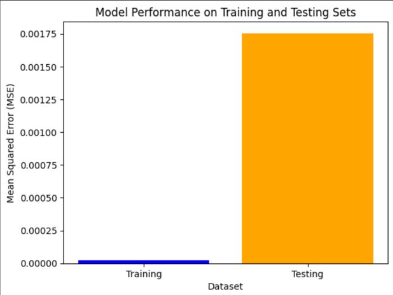 Model Performance on Training and Testing Sets
Mean Squared Error (MSE)
0.00175
0.00150
0.00125
0.00100
0.00075
0.00050
0.00025
0.00000
Training
Testing
Dataset